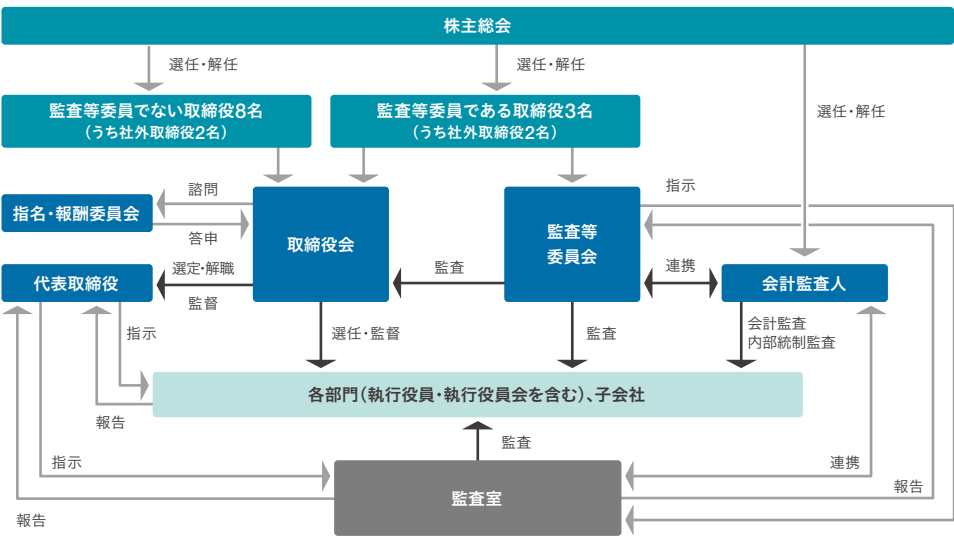 株主総会
選任・解任
選任・解任
選任・解任
監査等委員でない取締役8名
(うち社外取締役2名)
監査等委員である取締役3名
(うち社外取締役2名)
諮問
指示
指名・報酬委員会
答申
取締役会
監査等
委員会
選定・解職
監査
連携
代表取締役
会計監査人
監督
指示
選任・監督
監査
会計監査
内部統制監査
各部門(執行役員・執行役員会を含む)、子会社
報告
監査
指示
連携
監査室
報告
報告